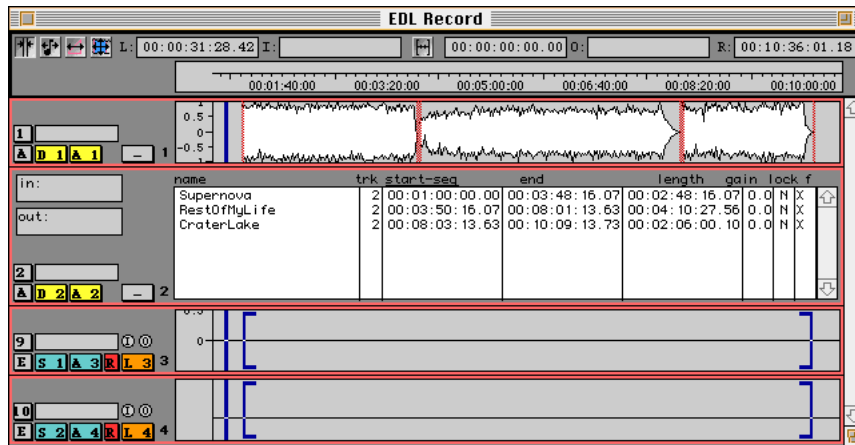 EDL Record
L: 00:00:31:28.42 I: 00:00:00:00.00 O: R: 00:10:36:01.18
00:01:40:00 00:03:20:00 00:05:00:00 00:06:40:00 00:08:20:00 00:10:00:00
1
0.5
0
-0.5
-1
1
A D 1 A 1 — 1
in:
out:
name trk start-seg end length gain lock f
Supernova 2 00:01:00:00.00 00:03:48:16.07 00:02:48:16.07 0.0 N X
RestOfMyLife 2 00:03:50:16.07 00:08:01:13.63 00:04:10:27.56 0.0 N X
CraterLake 2 00:08:03:13.63 00:10:09:13.73 00:02:06:00.10 0.0 N X
2
A D 2 A 2 — 2
0.5
9 I O 0
E S 1 A 3 R L 3 3
10 I O
E S 2 A 4 R L 4 4